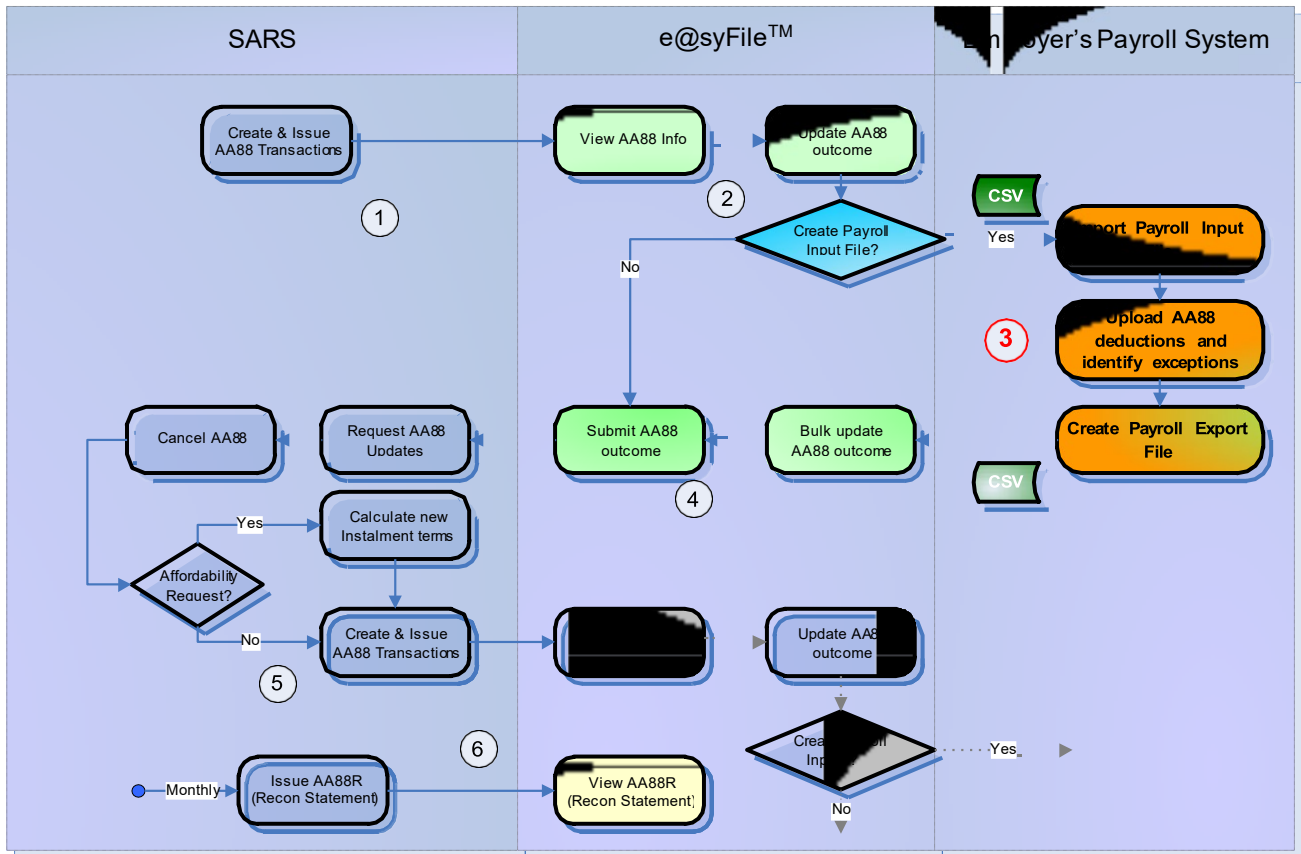 SARS
e@syFile™
Payroll System
Create & Issue
AA88 Transactions
View AA88 Info
Update AA88
outcome
1
2
CSV
Create Payroll
Input File?
Yes
Payroll Input
No
3
Upload AA88
deductions and
identify exceptions
Cancel AA88
Request AA88
Updates
Submit AA88
outcome
Bulk update
AA88 outcome
Create Payroll Export
File
CSV
4
Yes
Calculate new
Instalment terms
Affordability
Request?
No
Create & Issue
AA88 Transactions
Update
outcome
5
6
Yes
Monthly
Issue AA88R
(Recon Statement)
View AA88R
(Recon Statement)
No